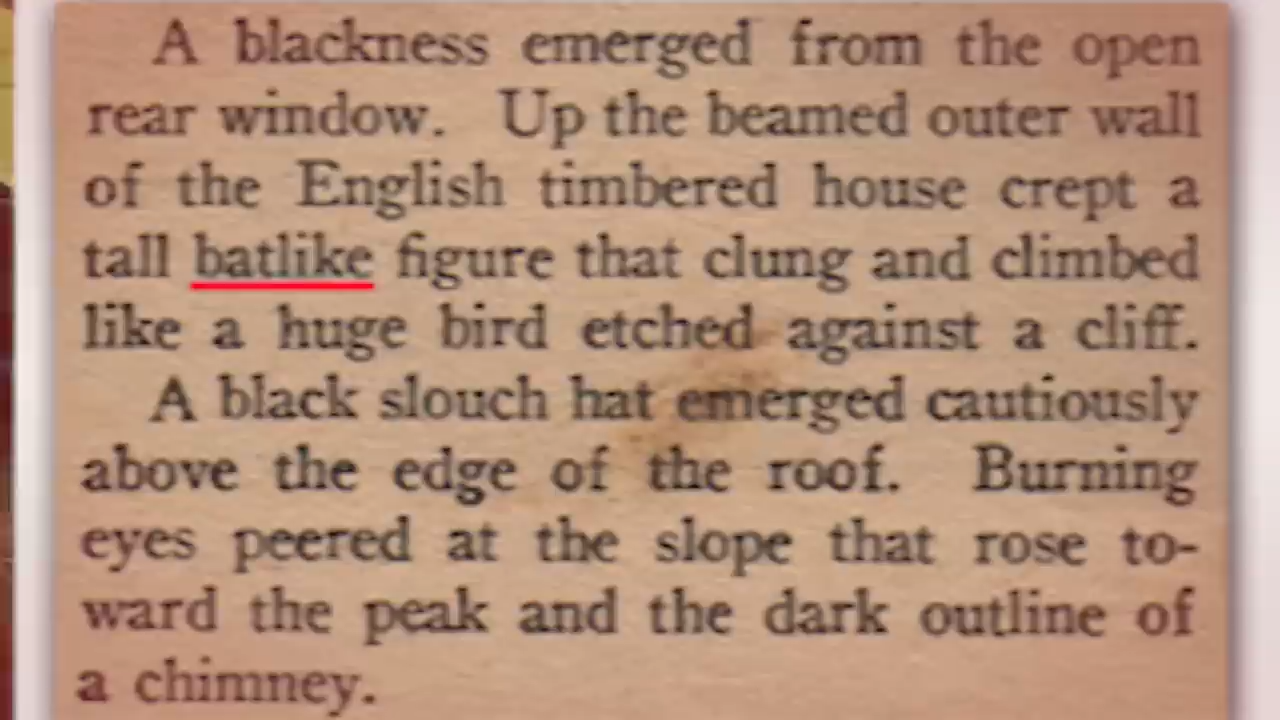 A blackness emerged from the open
rear window. Up the beamed outer wall
of the English timbered house crept a
tall batlike figure that clung and climbed
like a huge bird etched against a cliff.
A black slouch hat emerged cautiously
above the edge of the roof. Burning
eyes peered at the slope that rose to-
ward the peak and the dark outline of
a chimney.